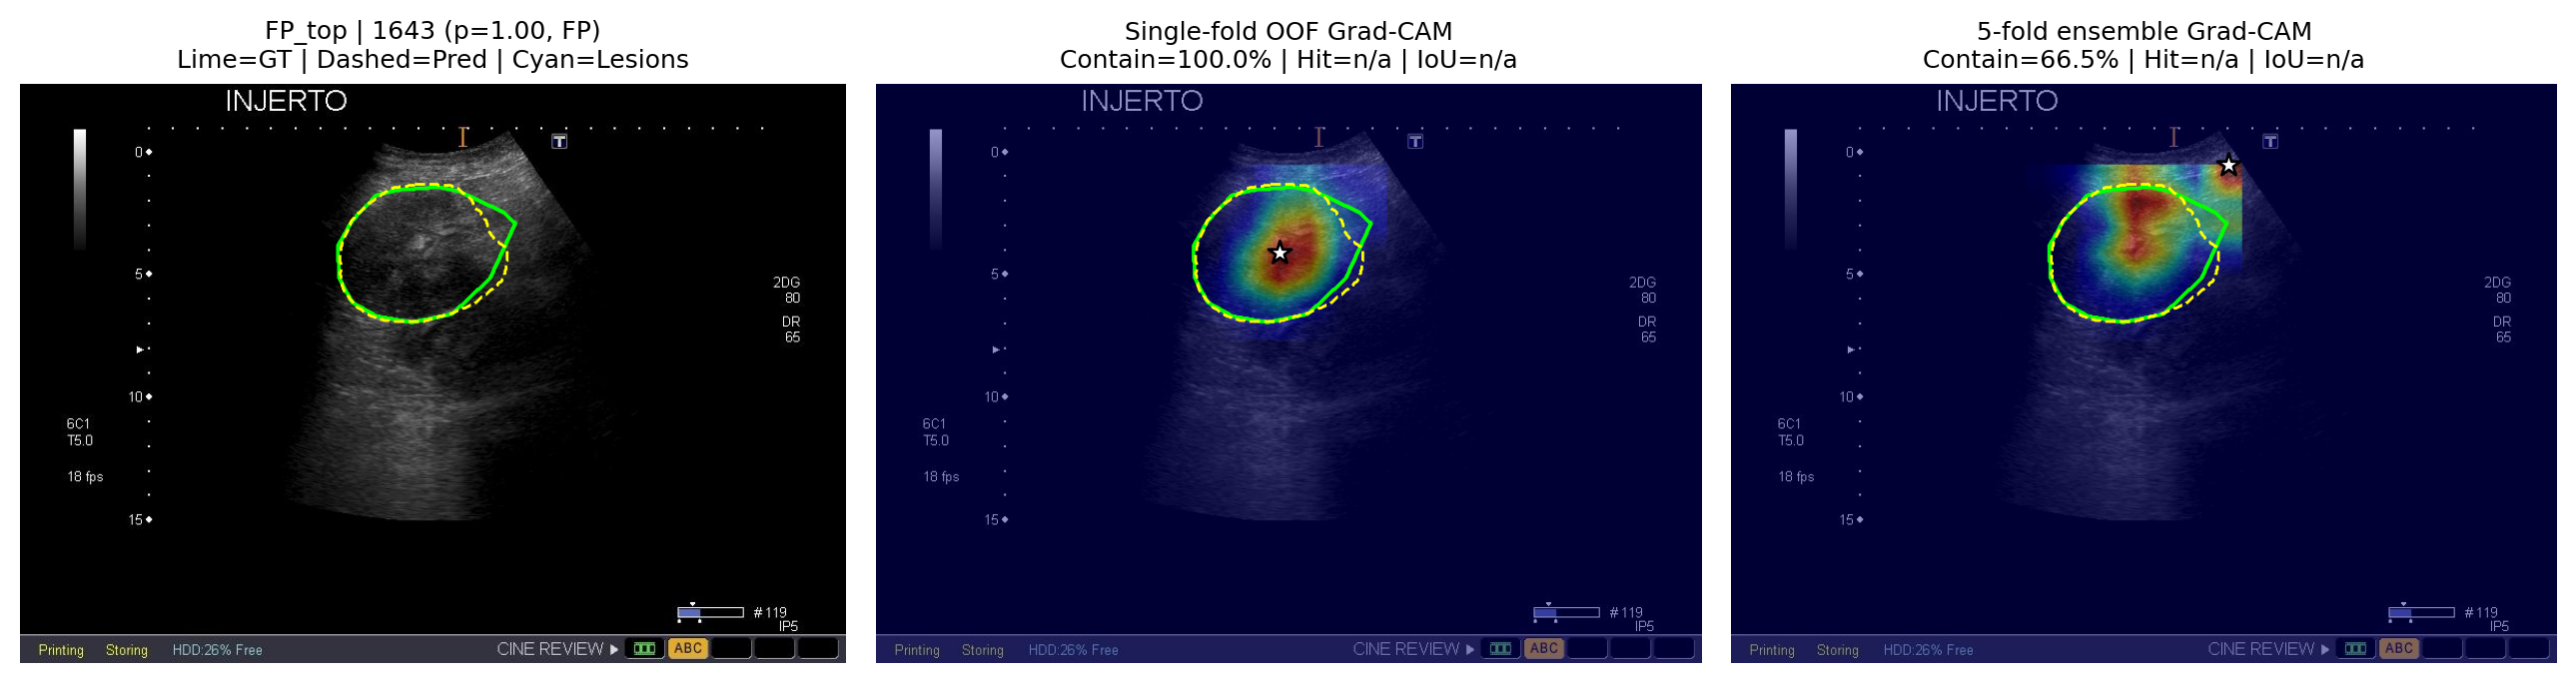 FP_top | 1643 (p=1.00, FP)
Lime=GT | Dashed=Pred | Cyan=Lesions
INJERTO
T
0
5
10
15
2DG
80
DR
65
6C1
T5.0
18 fps
#119
IP5
Printing Storing HDD:26% Free CINE REVIEW ABC
Single-fold OOF Grad-CAM
Contain=100.0% | Hit=n/a | IoU=n/a
INJERTO
T
0
5
10
15
2DG
80
DR
65
6C1
T5.0
18 fps
#119
IP5
Printing Storing HDD:26% Free CINE REVIEW ABC
5-fold ensemble Grad-CAM
Contain=66.5% | Hit=n/a | IoU=n/a
INJERTO
T
0
5
10
15
2DG
80
DR
65
6C1
T5.0
18 fps
#119
IP5
Printing Storing HDD:26% Free CINE REVIEW ABC